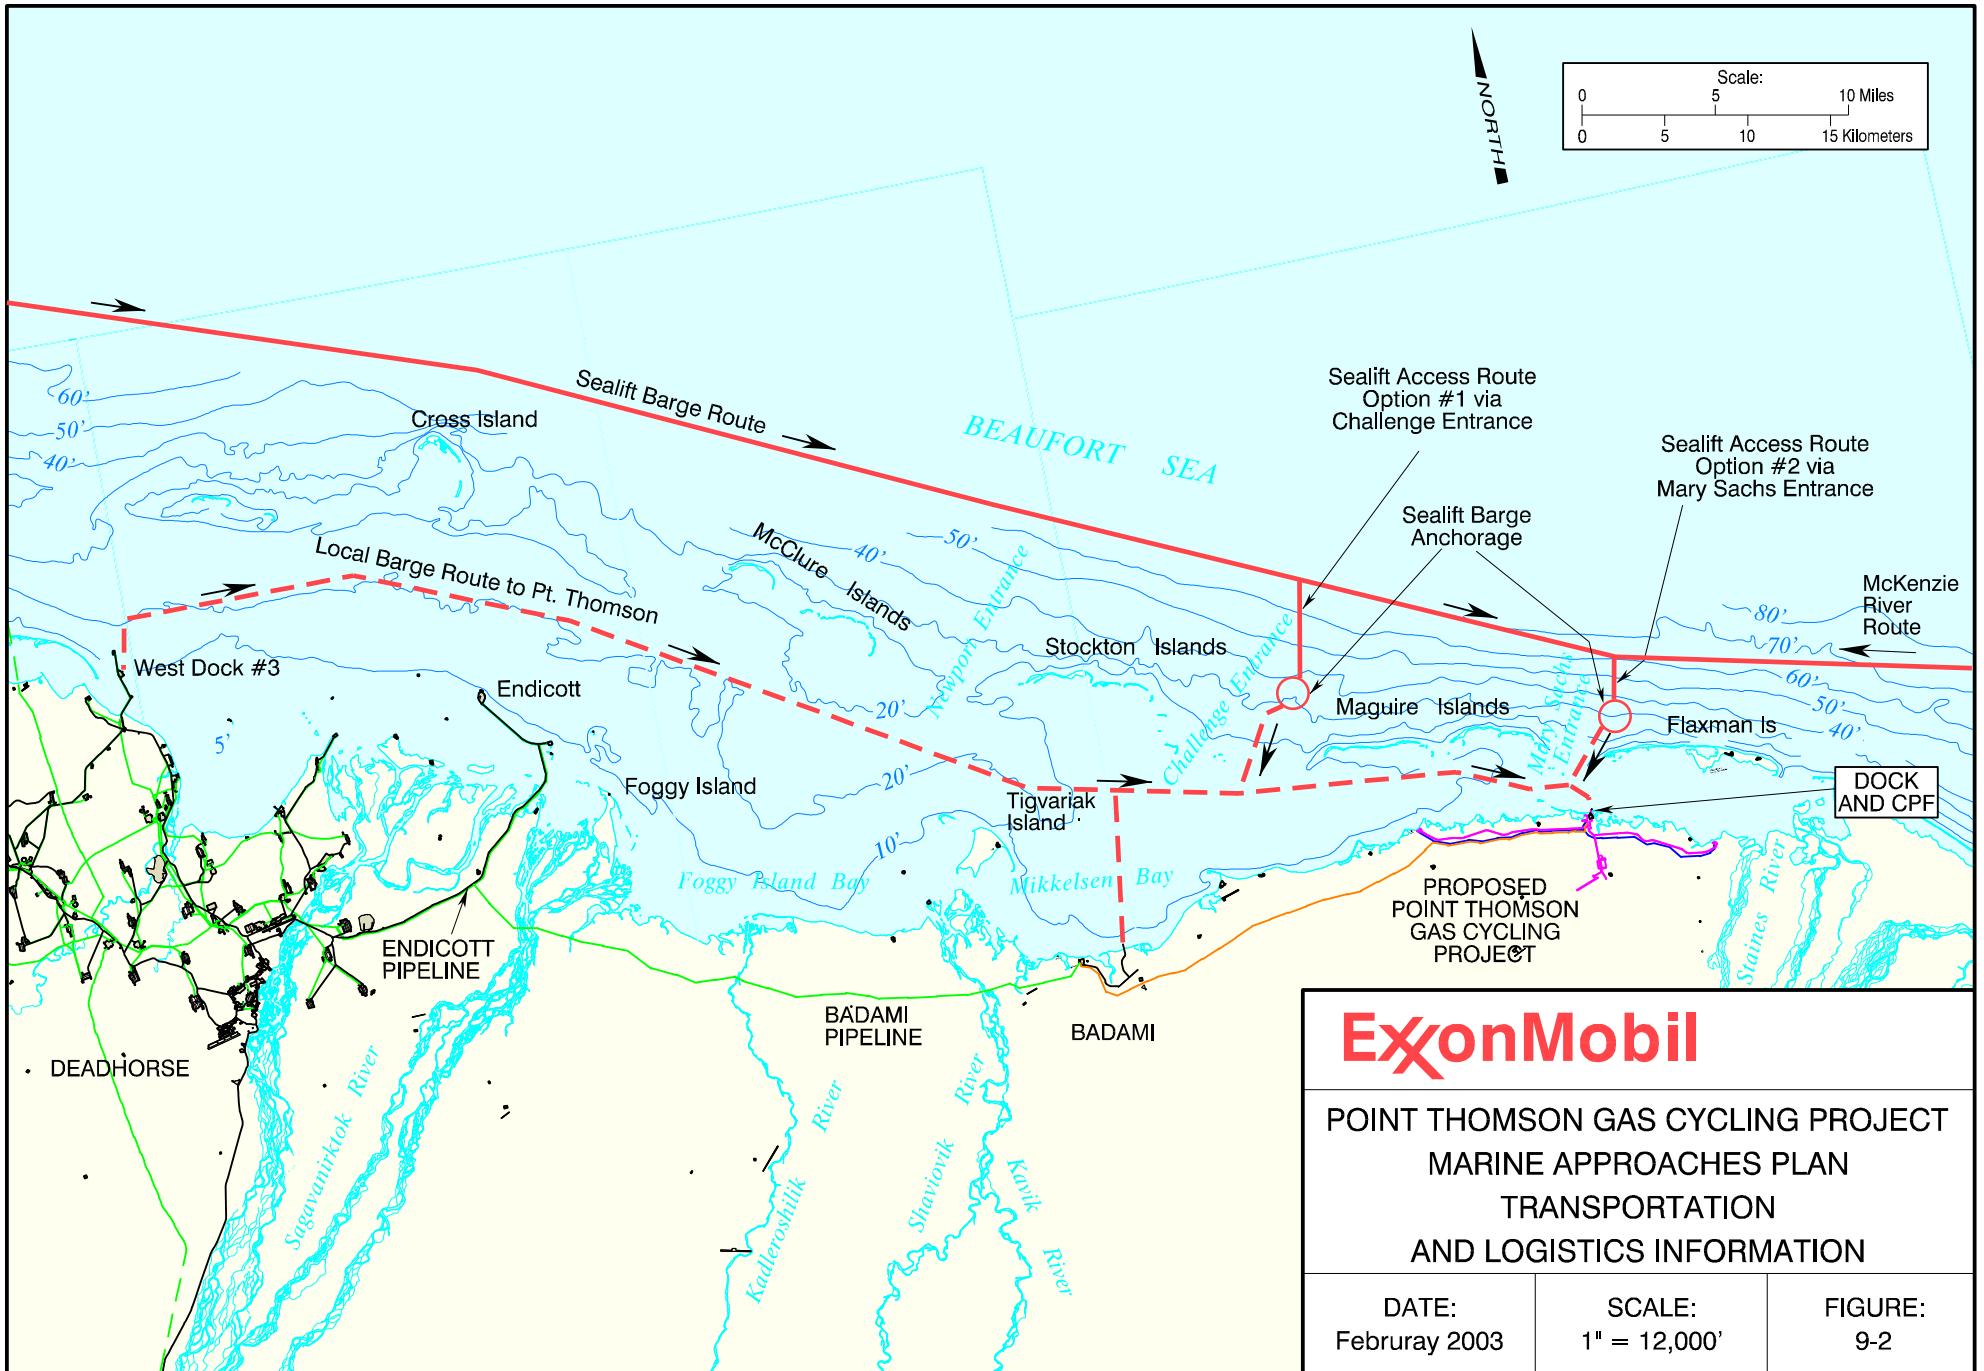 NORTH
Scale:
0 5 10 Miles
0 5 10 15 Kilometers
60'
50'
40'
Cross Island
Sealift Barge Route
BEAUFORT SEA
Sealift Access Route
Option #1 via
Challenge Entrance
Sealift Access Route
Option #2 via
Mary Sachs Entrance
Sealift Barge
Anchorage
McKenzie
River
Route
80'
70'
60'
50'
40'
Local Barge Route to Pt. Thomson
McClure Islands
40'
50'
Newport Entrance
Stockton Islands
Challenge Entrance
Maguire Islands
Mary Sachs
Entrance
Flaxman Is
West Dock #3
Endicott
5'
20'
20'
10'
Foggy Island
Tigvariak
Island
DOCK
AND CPF
Foggy Island Bay
Mikkelsen Bay
PROPOSED
POINT THOMSON
GAS CYCLING
PROJECT
Staines River
ENDICOTT
PIPELINE
BADAMI
PIPELINE
BADAMI
DEADHORSE
Sagavanirktok River
Kadleroshilik River
Shaviovik River
Kavik River
ExxonMobil
POINT THOMSON GAS CYCLING PROJECT
MARINE APPROACHES PLAN
TRANSPORTATION
AND LOGISTICS INFORMATION
DATE:
Februray 2003
SCALE:
1" = 12,000'
FIGURE:
9-2